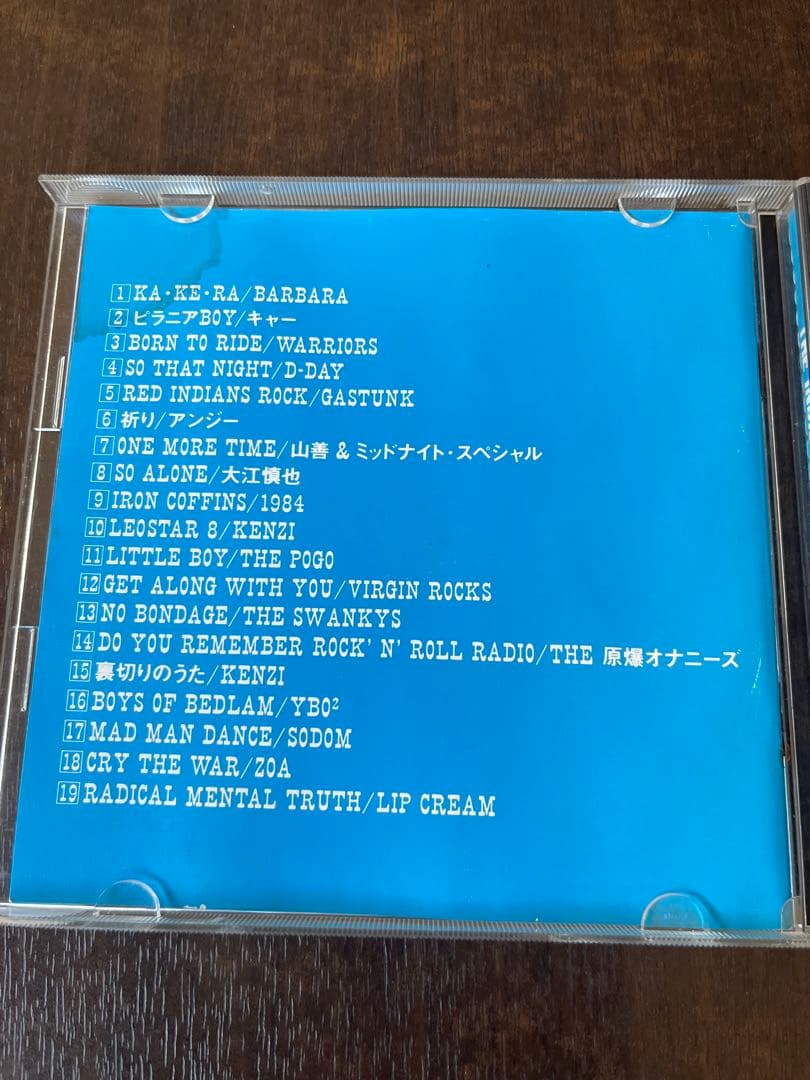 1 KA・KE・RA/BARBARA
2 ピラニアBOY/キャー
3 BORN TO RIDE/WARRIORS
4 SO THAT NIGHT/D-DAY
5 RED INDIANS ROCK/GASTUNK
6 祈り/アンジー
7 ONE MORE TIME/山善 & ミッドナイト・スペシャル
8 SO ALONE/大江慎也
9 IRON COFFINS/1984
10 LEOSTAR 8/KENZI
11 LITTLE BOY/THE POGO
12 GET ALONG WITH YOU/VIRGIN ROCKS
13 NO BONDAGE/THE SWANKYS
14 DO YOU REMEMBER ROCK' N' ROLL RADIO/THE 原爆オナニーズ
15 裏切りのうた/KENZI
16 BOYS OF BEDLAM/YBO²
17 MAD MAN DANCE/SODOM
18 CRY THE WAR/ZOA
19 RADICAL MENTAL TRUTH/LIP CREAM